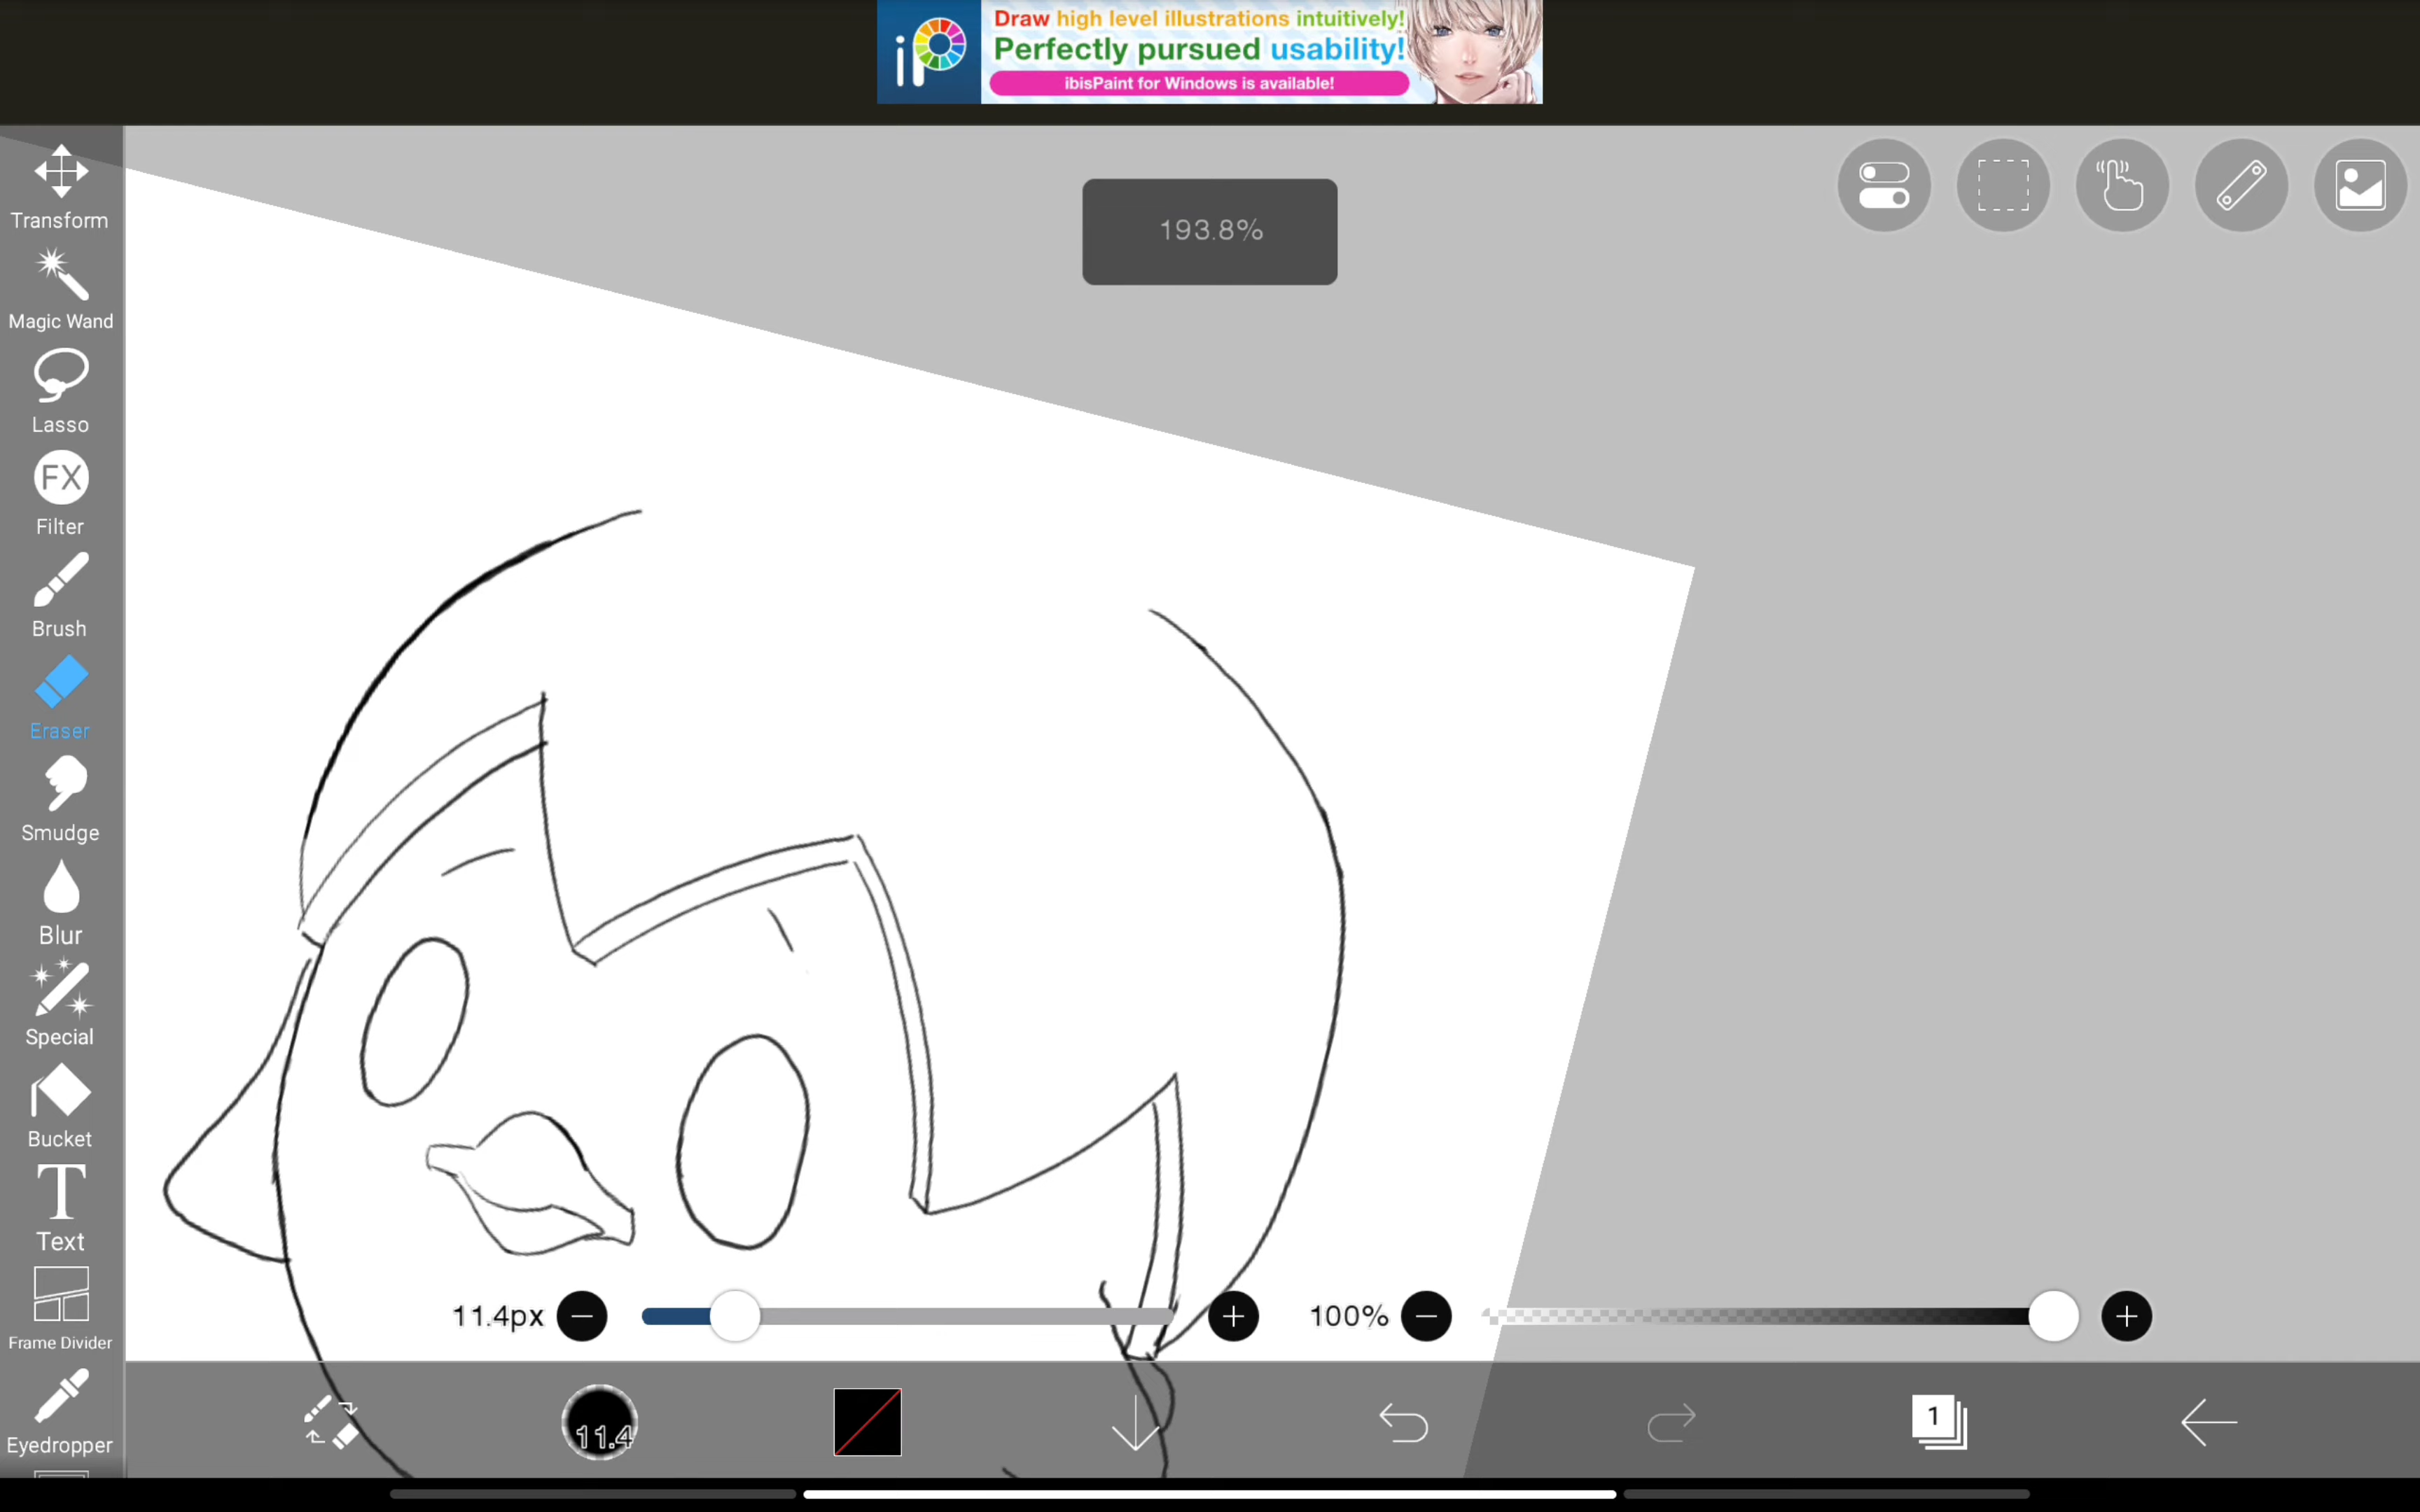 iP
Draw high level illustrations intuitively!
Perfectly pursued usability!
ibisPaint for Windows is available!
193.8%
Transform
Magic Wand
Lasso
FX
Filter
Brush
Eraser
Smudge
Blur
Special
Bucket
T
Text
Frame Divider
Eyedropper
11.4px
100%
11.4
1